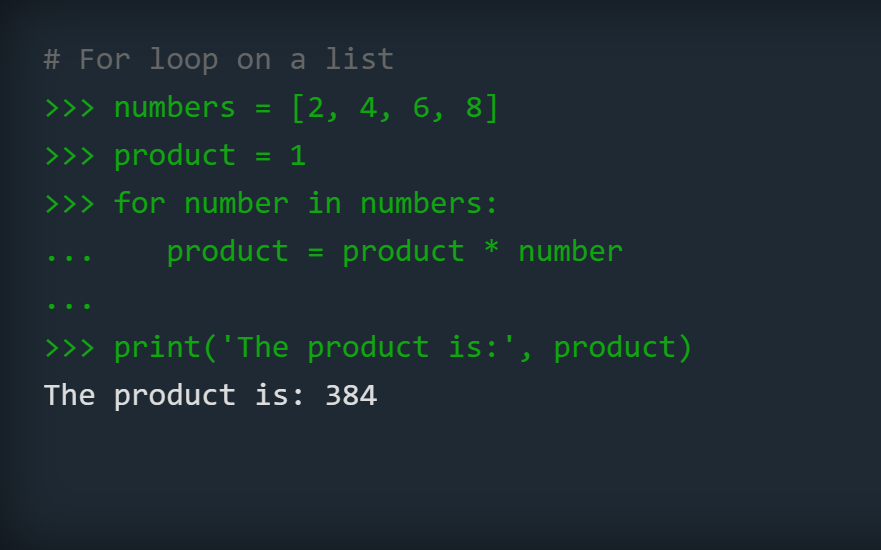 # For loop on a list
>>> numbers = [2, 4, 6, 8]
>>> product = 1
>>> for number in numbers:
...   product = product * number
...
>>> print('The product is:', product)
The product is: 384